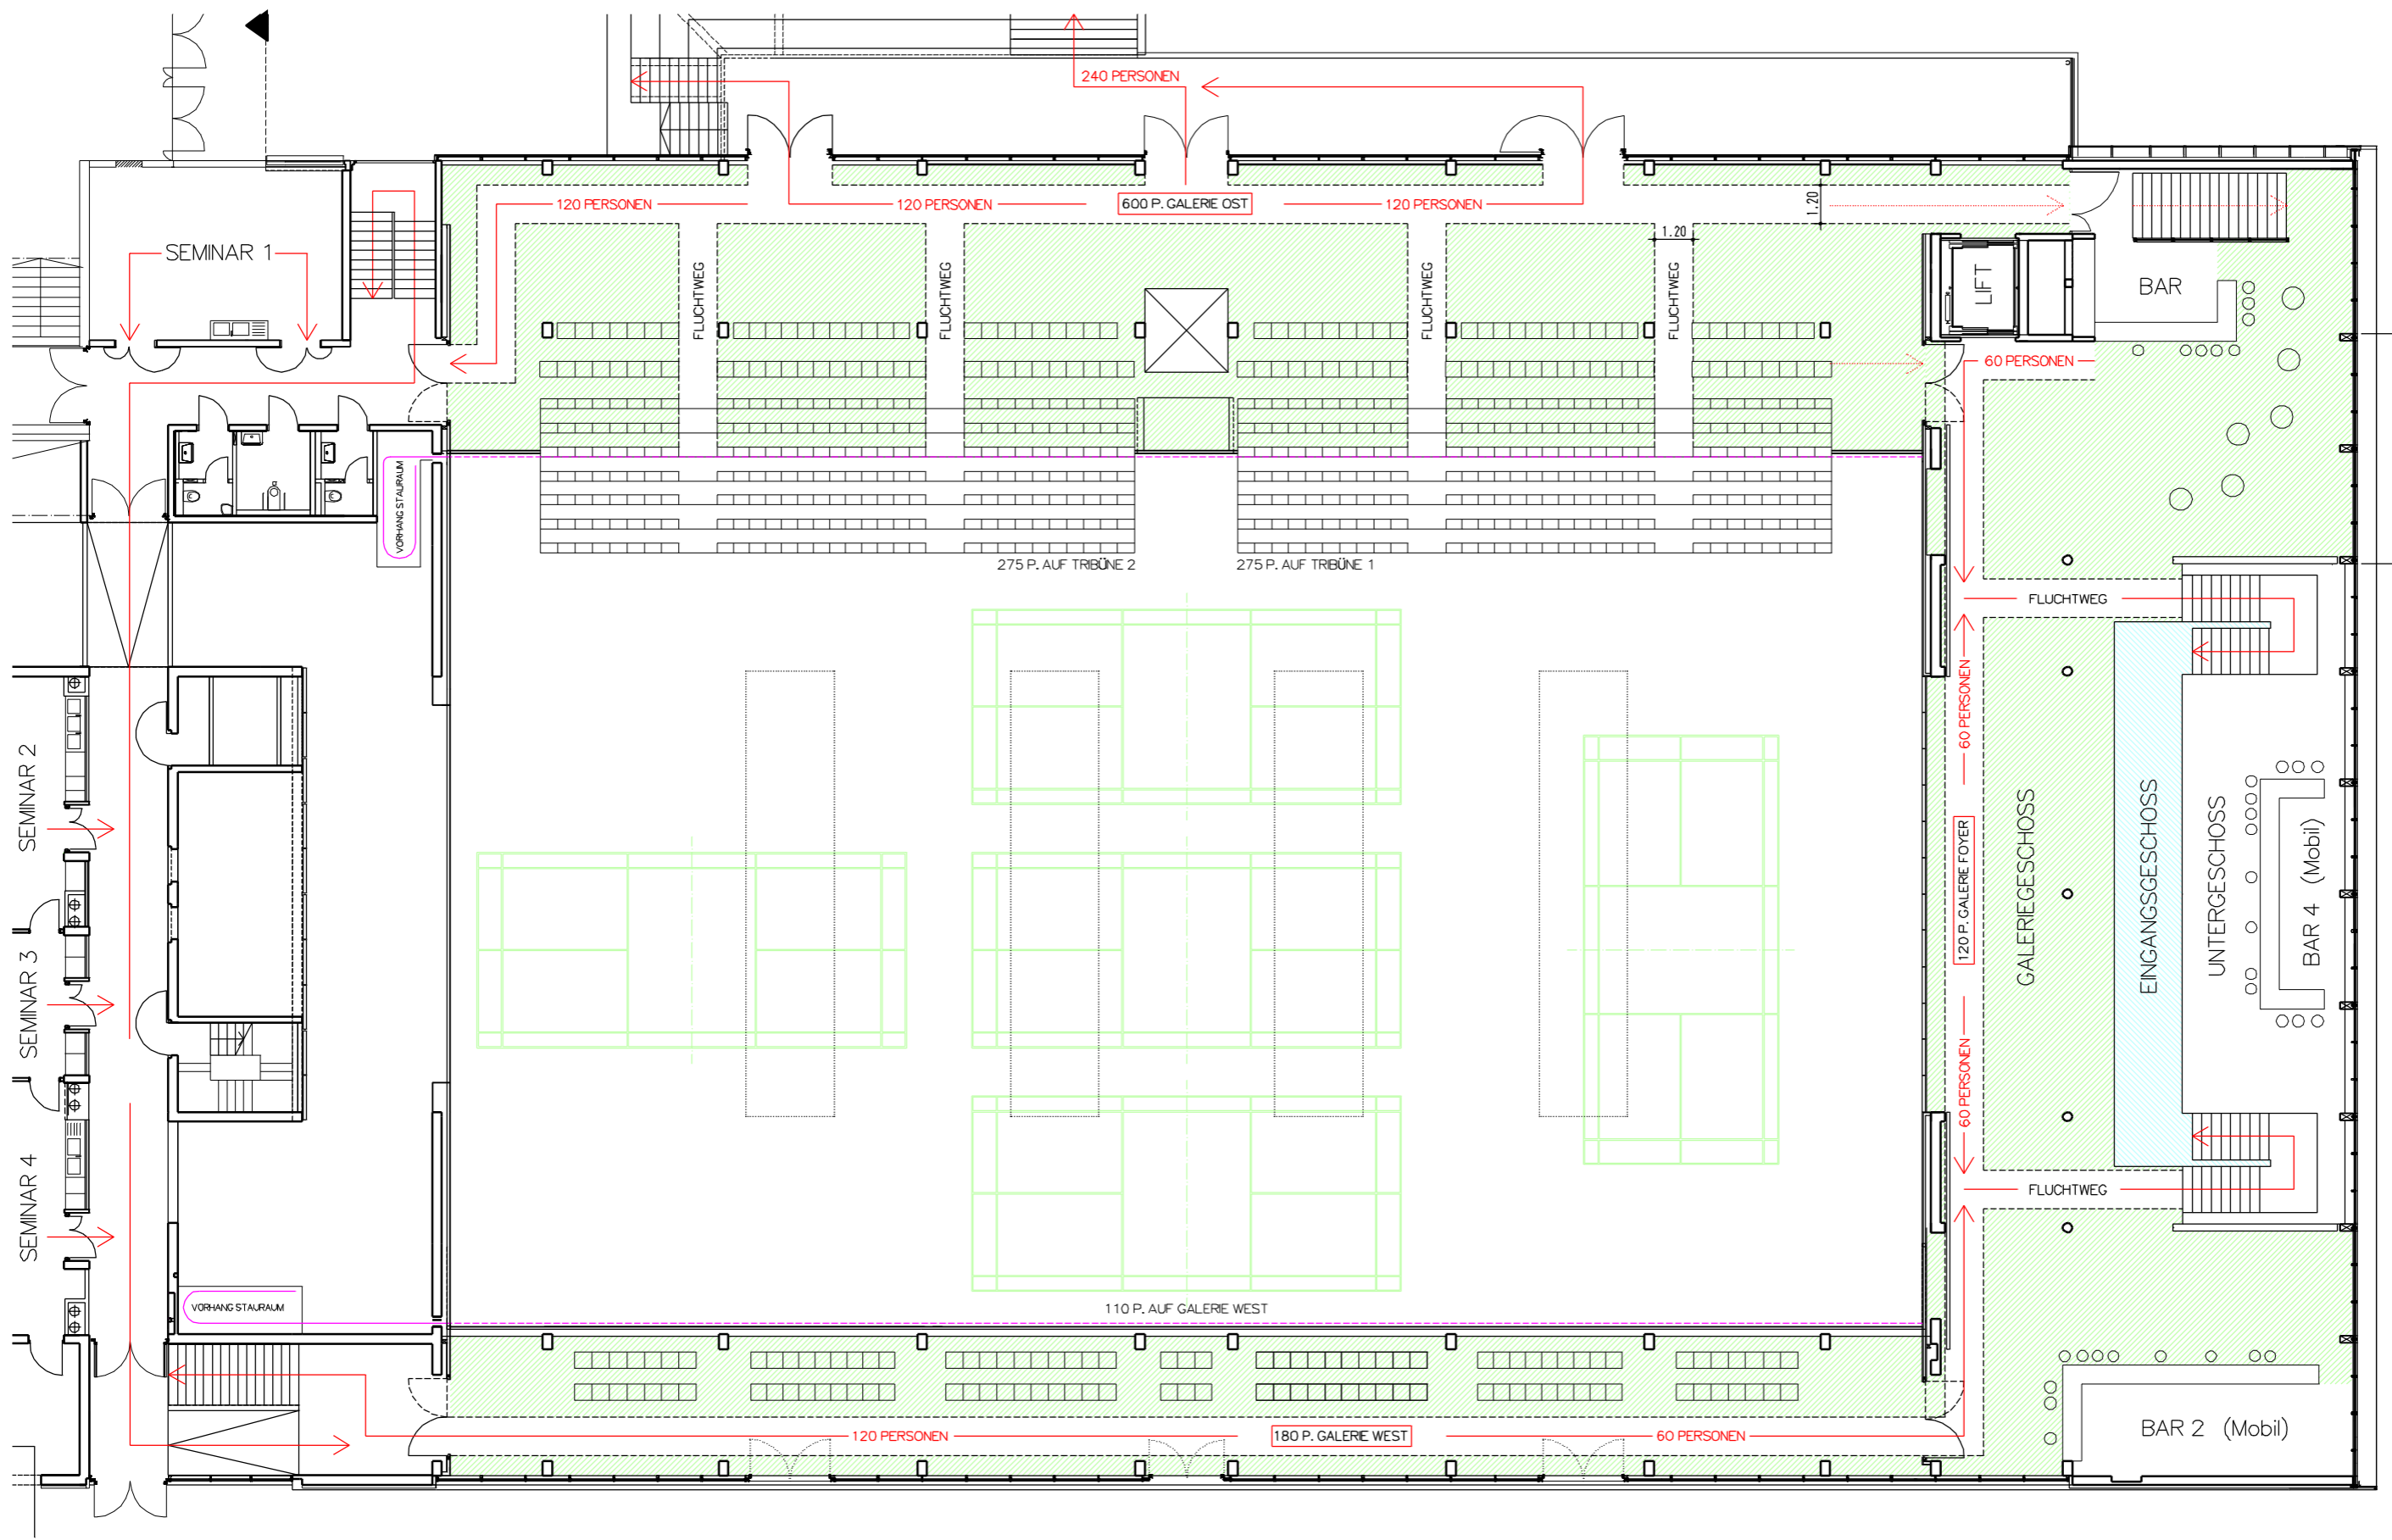 240 PERSONEN
120 PERSONEN
120 PERSONEN
600 P. GALERIE OST
120 PERSONEN
1.20
1.20
SEMINAR 1
FLUCHTWEG
FLUCHTWEG
FLUCHTWEG
FLUCHTWEG
LIFT
BAR
60 PERSONEN
VORHANG STAURAUM
275 P. AUF TRIBÜNE 2
275 P. AUF TRIBÜNE 1
FLUCHTWEG
60 PERSONEN
SEMINAR 2
SEMINAR 3
SEMINAR 4
120 P. GALERIE FOYER
GALERIEGESCHOSS
EINGANGSGESCHOSS
UNTERGESCHOSS
BAR 4 (Mobil)
60 PERSONEN
FLUCHTWEG
VORHANG STAURAUM
110 P. AUF GALERIE WEST
120 PERSONEN
180 P. GALERIE WEST
60 PERSONEN
BAR 2 (Mobil)